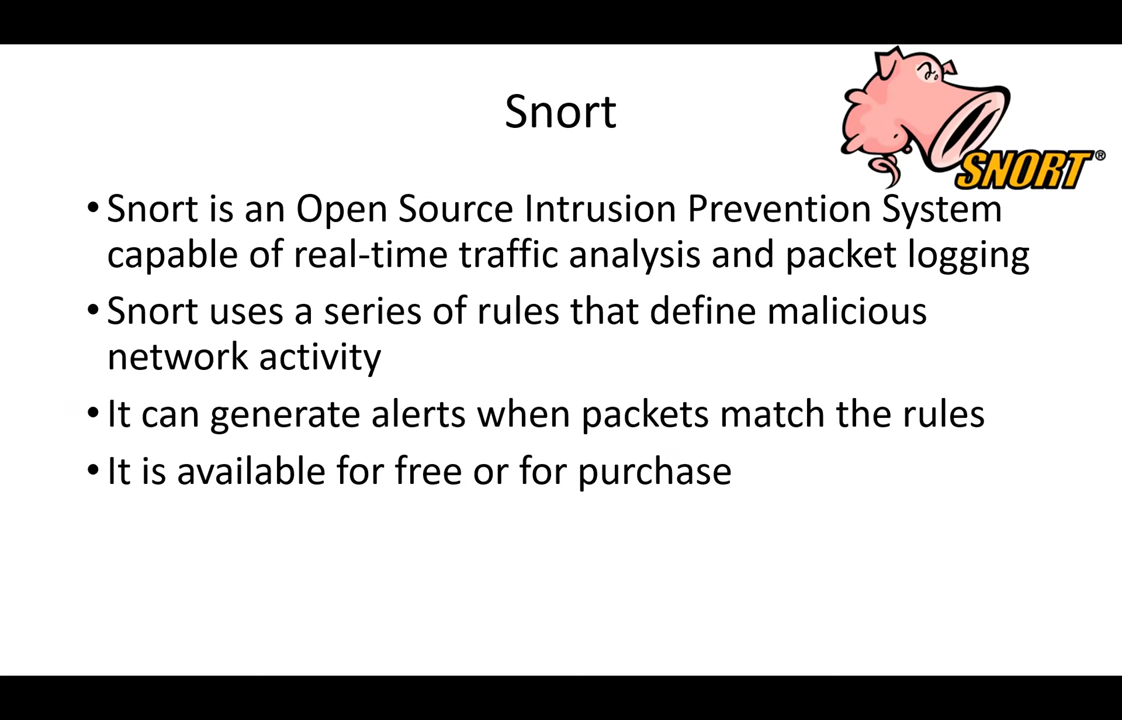 Snort
SNORT®
• Snort is an Open Source Intrusion Prevention System
capable of real-time traffic analysis and packet logging
• Snort uses a series of rules that define malicious
network activity
• It can generate alerts when packets match the rules
• It is available for free or for purchase